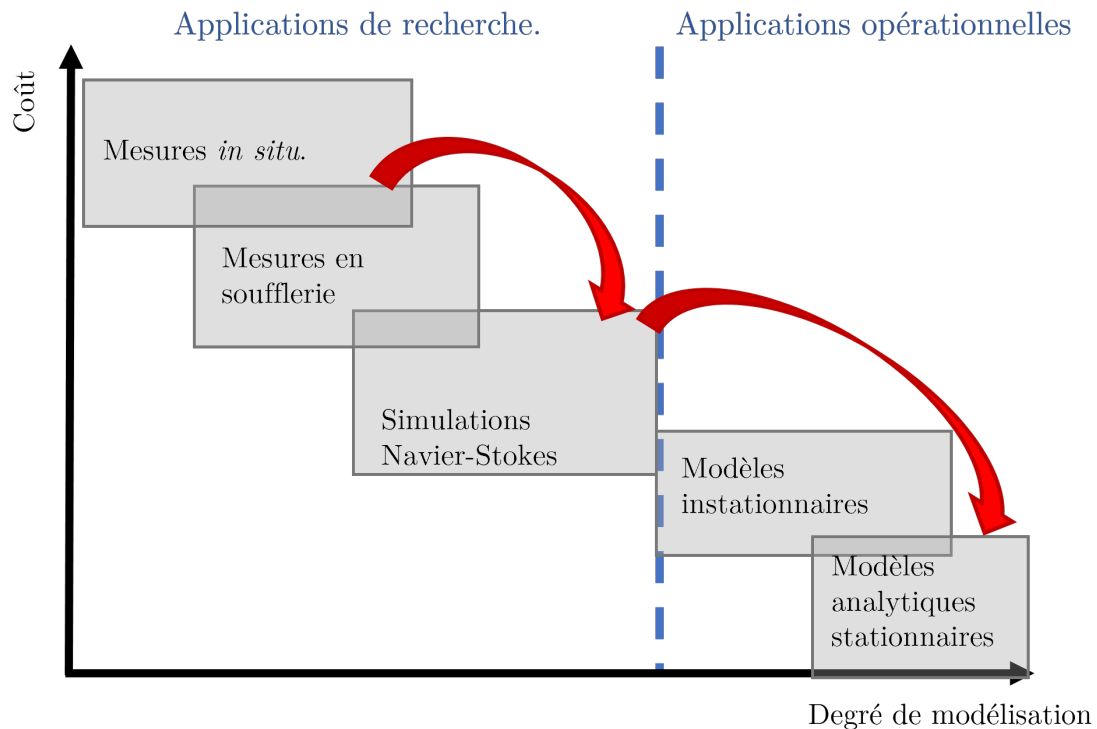 Applications de recherche.
Applications opérationnelles
Coût
Mesures in situ.
Mesures en
soufflerie
Simulations
Navier-Stokes
Modèles
instationnaires
Modèles
analytiques
stationnaires
Degré de modélisation